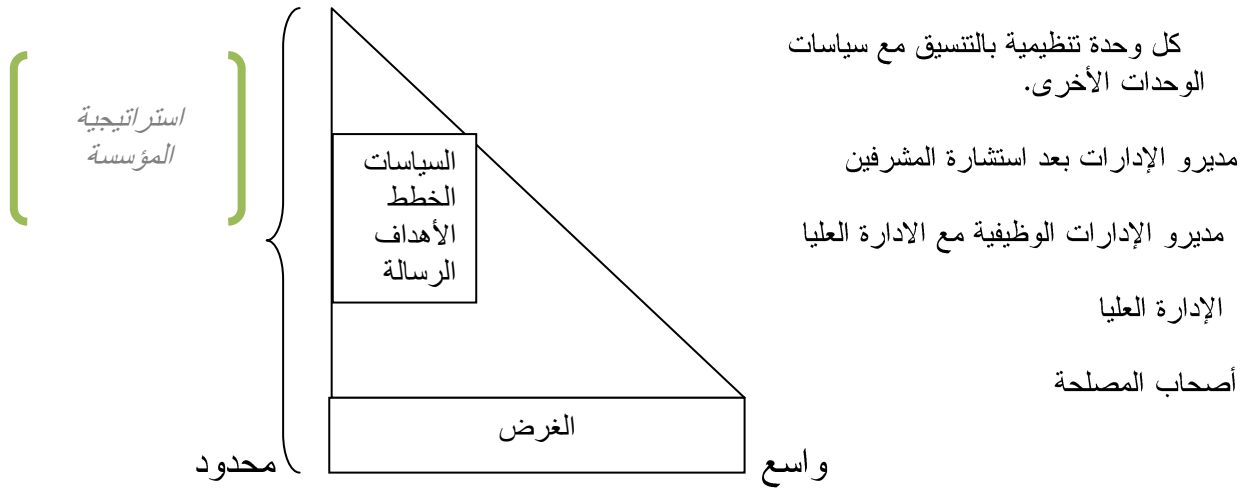 كل وحدة تنظيمية بالتنسيق مع سياسات
الوحدات الأخرى.
مديرو الإدارات بعد استشارة المشرفين
مديرو الإدارات الوظيفية مع الادارة العليا
الإدارة العليا
أصحاب المصلحة
السياسات
الخطط
الأهداف
الرسالة
الغرض
واسع
محدود
استراتيجية
المؤسسة